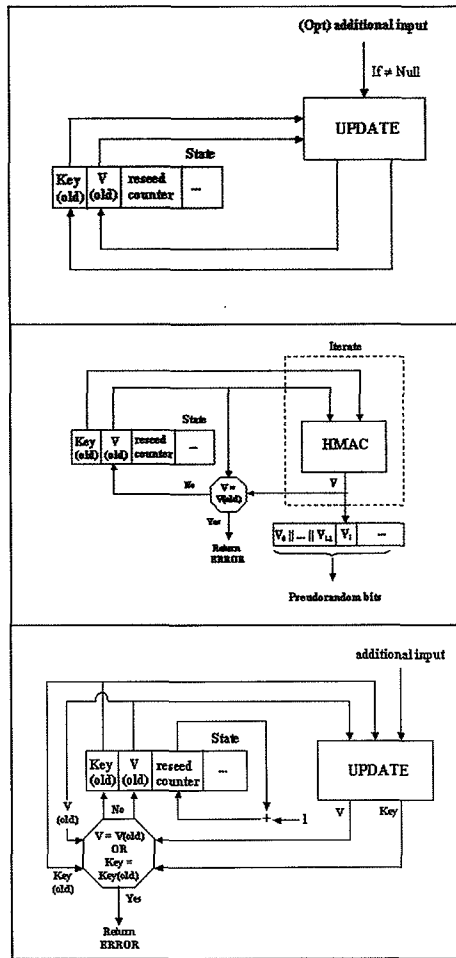 (Opt) additional input
If ≠ Null
UPDATE
State
Key (old)
V (old)
reseed counter
...
Iterate
HMAC
State
Key (old)
V (old)
reseed counter
...
V
No
V = V(old)
Yes
Return ERROR
V₀ || ... || Vᵢ₋₁
Vᵢ
...
Pseudorandom bits
additional input
State
Key (old)
V (old)
reseed counter
...
UPDATE
V (old)
No
+
1
V
Key
V = V(old)
OR
Key = Key(old)
Key (old)
Yes
Return ERROR